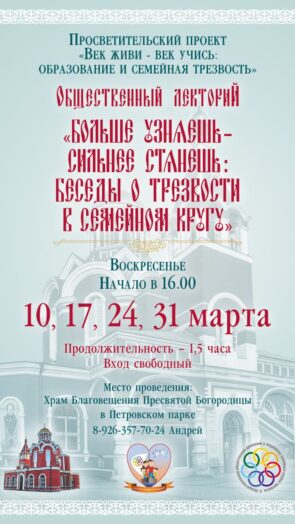 Просветительский проект
«Век живи - век учись:
образование и семейная трезвость»
Общественный лекторий
«Больше узнаешь-
сильнее станешь:
беседы о трезвости
в семейном кругу»
Воскресенье
Начало в 16.00
10, 17, 24, 31 марта
Продолжительность – 1,5 часа
Вход свободный
Место проведения:
Храм Благовещения Пресвятой Богородицы
в Петровском парке
8-926-357-70-24 Андрей